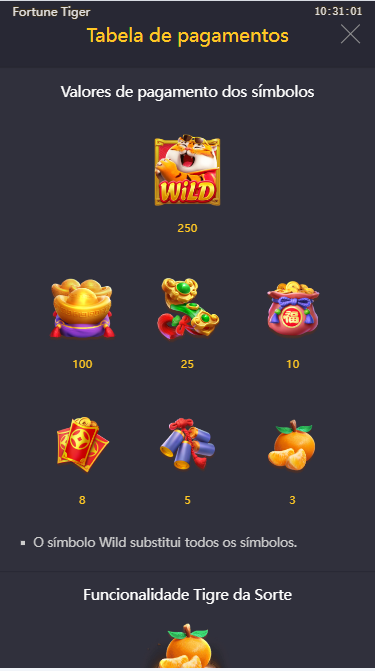 Fortune Tiger 10:31:01
Tabela de pagamentos
Valores de pagamento dos símbolos
WiLD
250
100 25 10
8 5 3
O símbolo Wild substitui todos os símbolos.
Funcionalidade Tigre da Sorte